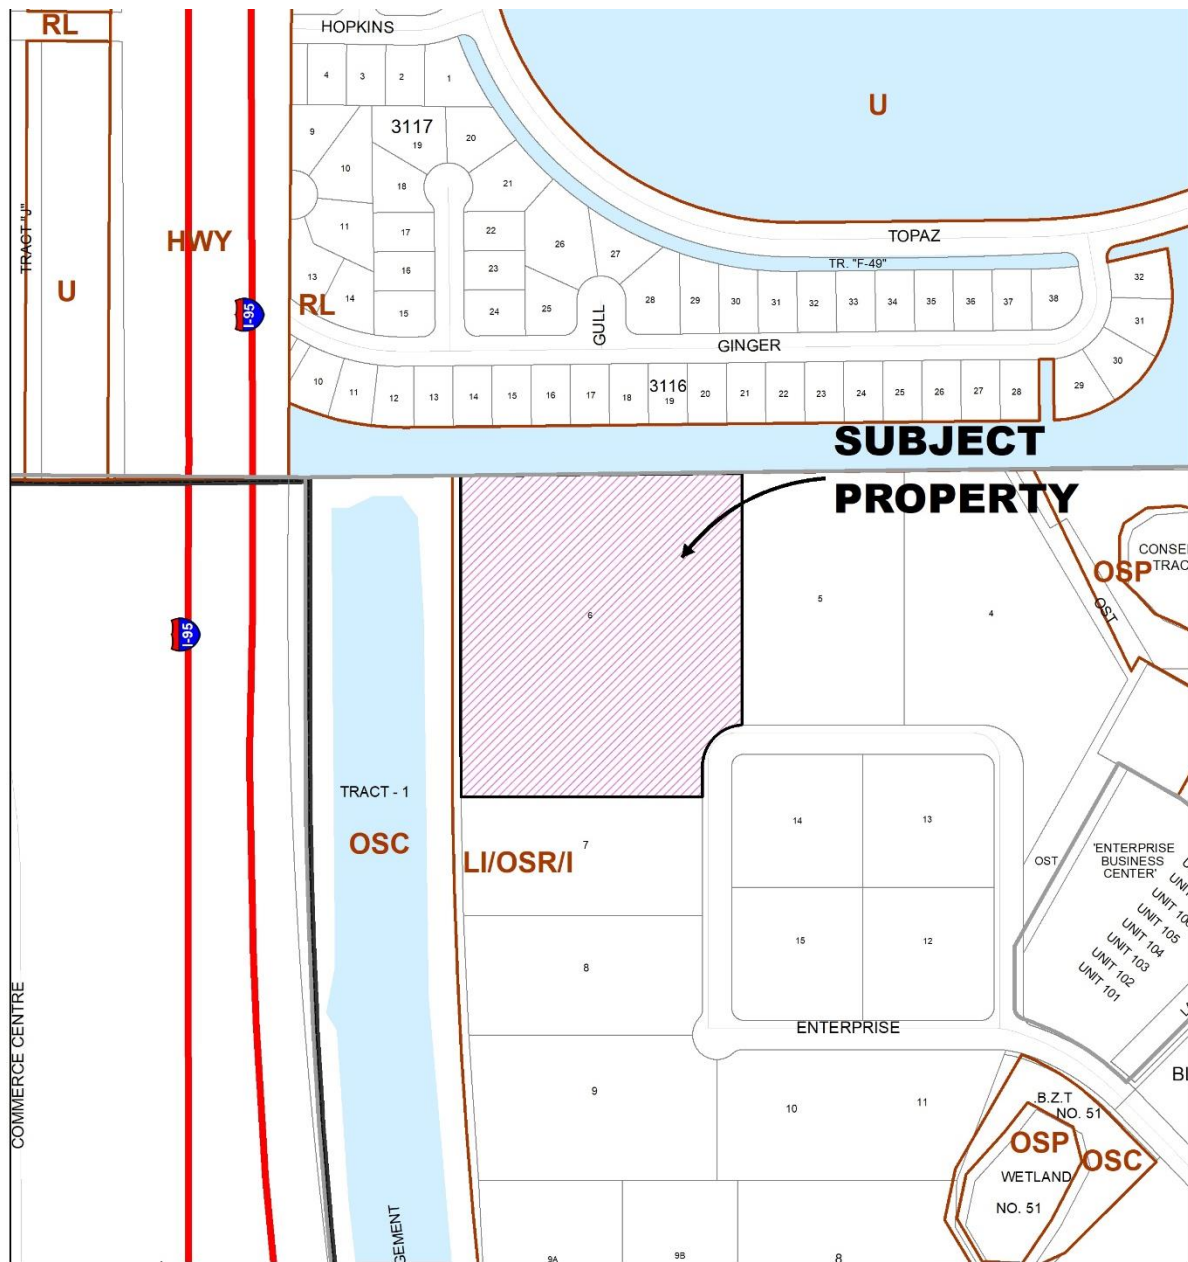 RL
HOPKINS
U
4
3
2
1
3117
9
19
20
10
18
21
TRACT "J"
HWY
11
17
22
26
27
TOPAZ
TR. "F-49"
32
13
16
23
U
14
RL
15
24
25
28
29
30
31
32
33
34
35
36
37
38
31
I-95
GULL
GINGER
30
10
11
12
13
14
15
16
17
18
3116
19
20
21
22
23
24
25
26
27
28
29
SUBJECT
PROPERTY
OSP
OST
6
5
4
I-95
TRACT - 1
OSC
LI/OSR/I
7
14
13
OST
'ENTERPRISE
BUSINESS
CENTER'
UNIT 105
UNIT 104
UNIT 103
UNIT 102
UNIT 101
8
15
12
ENTERPRISE
COMMERCE CENTRE
9
10
11
B.Z.T
NO. 51
OSP
OSC
WETLAND
NO. 51
9A
9B
8